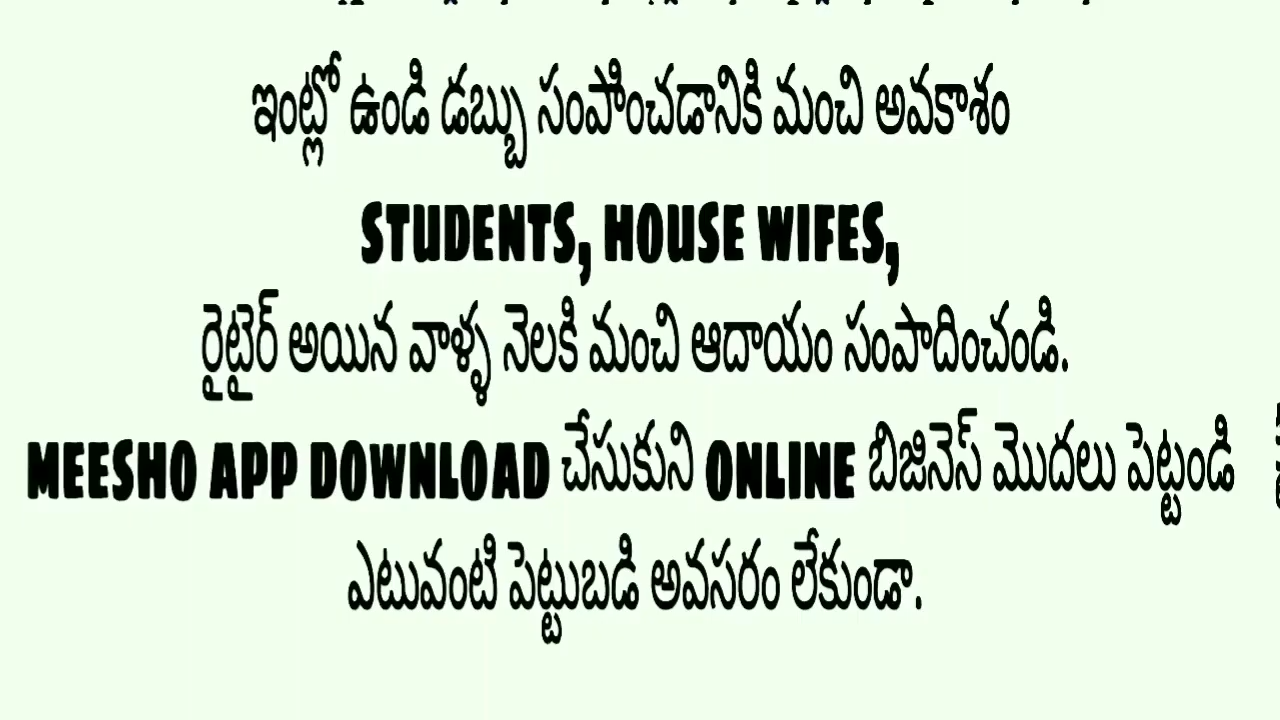 ఇంట్లో ఉండి డబ్బు సంపాించడానికి మంచి అవకాశం
STUDENTS, HOUSE WIFES,
రైటైర్ అయిన వాళ్ళ నెలకి మంచి ఆదాయం సంపాదించండి.
MEESHO APP DOWNLOAD చేసుకుని ONLINE బిజినెస్ మొదలు పెట్టండి
ఎటువంటి పెట్టుబడి అవసరం లేకుండా.